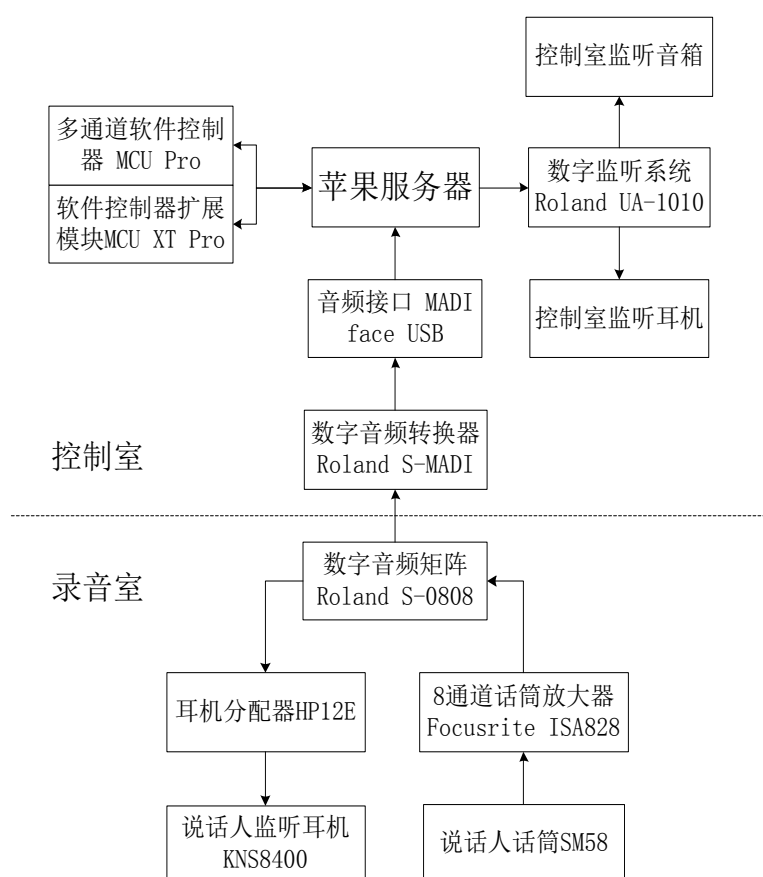 控制室监听音箱
多通道软件控制
器 MCU Pro
软件控制器扩展
模块MCU XT Pro
苹果服务器
数字监听系统
Roland UA-1010
音频接口 MADI
face USB
控制室监听耳机
控制室
数字音频转换器
Roland S-MADI
录音室
数字音频矩阵
Roland S-0808
耳机分配器HP12E
8通道话筒放大器
Focusrite ISA828
说话人监听耳机
KNS8400
说话人话筒SM58